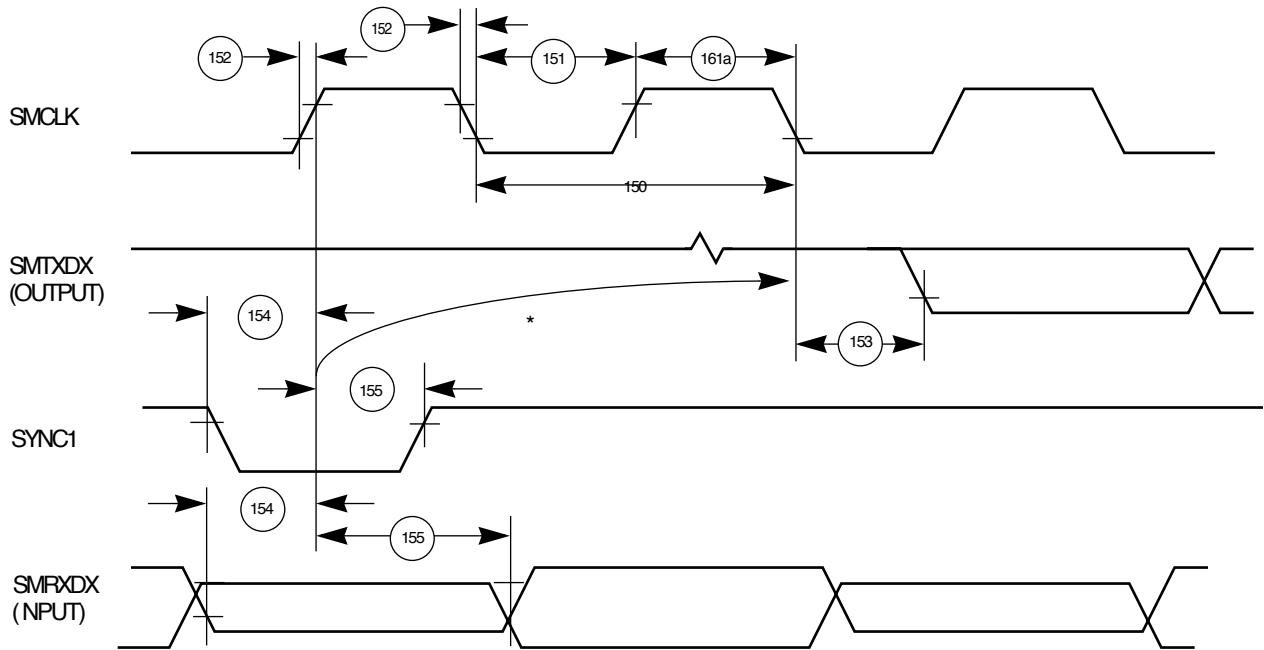 152
152
151
161a
SMCLK
150
SMTXDX
(OUTPUT)
154
*
153
155
SYNC1
154
155
SMRXDX
( NPUT)